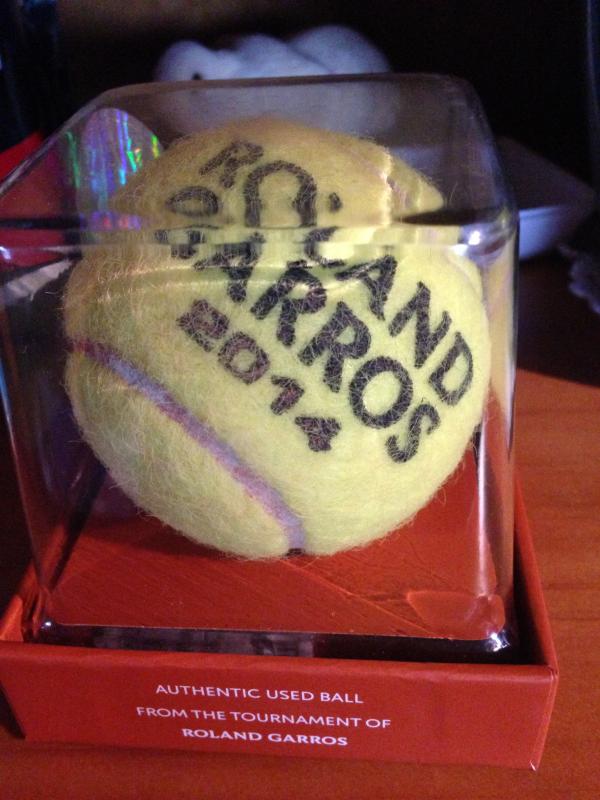 ROLAND
GARROS
2014
AUTHENTIC USED BALL
FROM THE TOURNAMENT OF
ROLAND GARROS